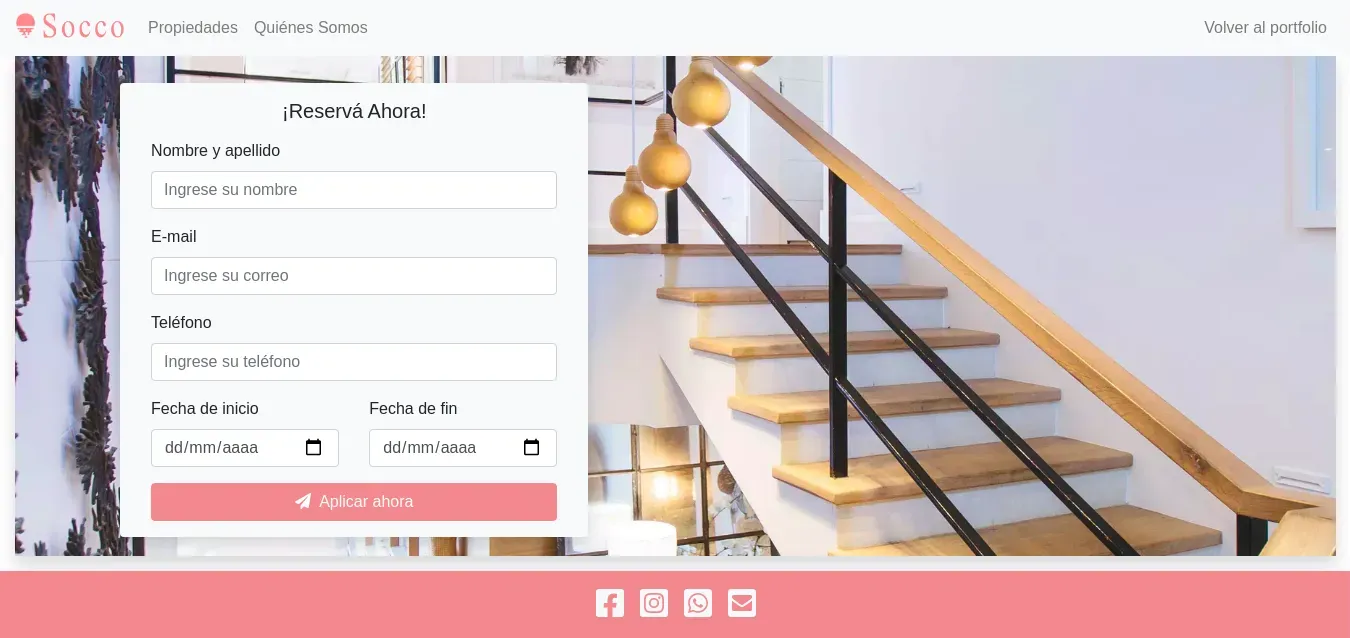 Socco Propiedades Quiénes Somos Volver al portfolio
¡Reservá Ahora!
Nombre y apellido
Ingrese su nombre
E-mail
Ingrese su correo
Teléfono
Ingrese su teléfono
Fecha de inicio Fecha de fin
dd/mm/aaaa dd/mm/aaaa
Aplicar ahora